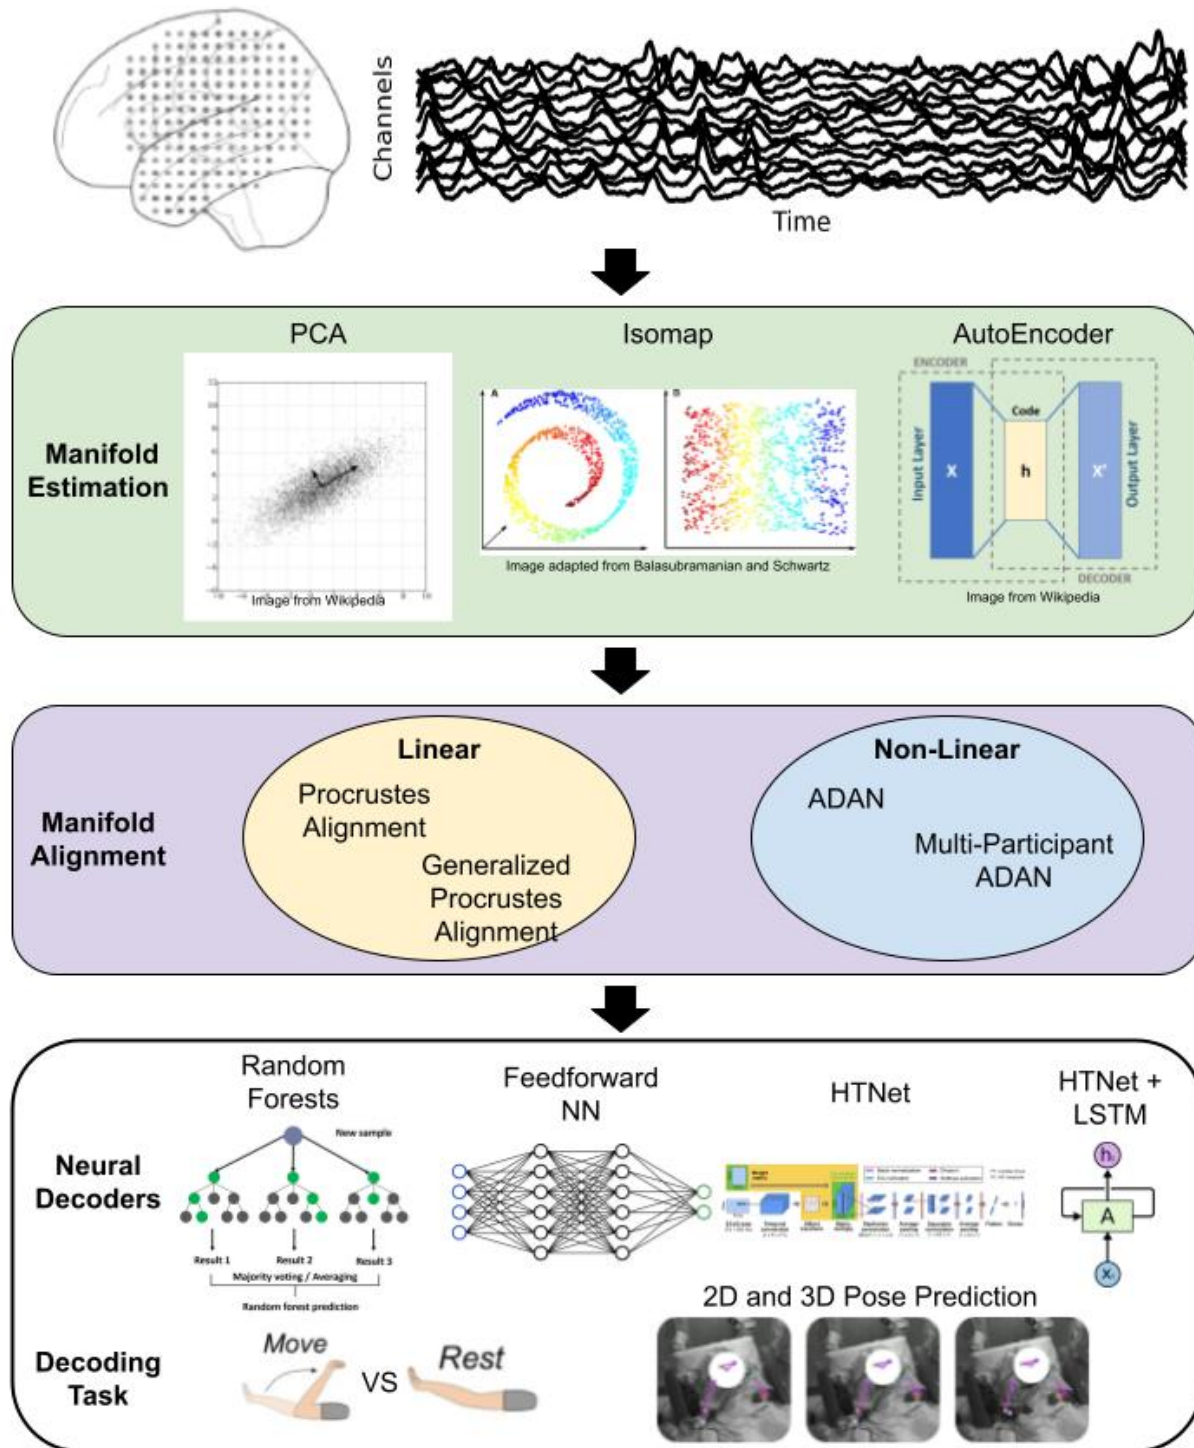 Channels
Time
PCA
Isomap
AutoEncoder
Manifold
Estimation
Image from Wikipedia
A
B
Image adapted from Balasubramanian and Schwartz
ENCODER
Code
Input Layer
X
h
X'
Output Layer
DECODER
Image from Wikipedia
Manifold
Alignment
Linear
Procrustes
Alignment
Generalized
Procrustes
Alignment
Non-Linear
ADAN
Multi-Participant
ADAN
Neural
Decoders
Random
Forests
New sample
Result 1
Result 2
Result 3
Majority voting / Averaging
Random forest prediction
Feedforward
NN
HTNet
HTNet +
LSTM
A
Decoding
Task
Move
VS
Rest
2D and 3D Pose Prediction